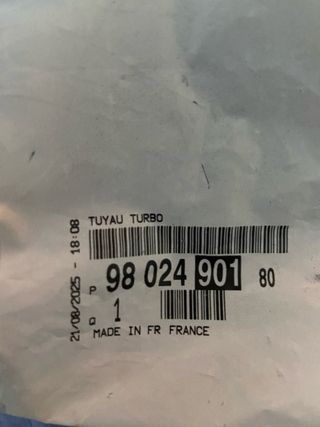 21/08/2025 - 18:08
TUYAU TURBO
P 98 024 901 80
Q 1
MADE IN FR FRANCE